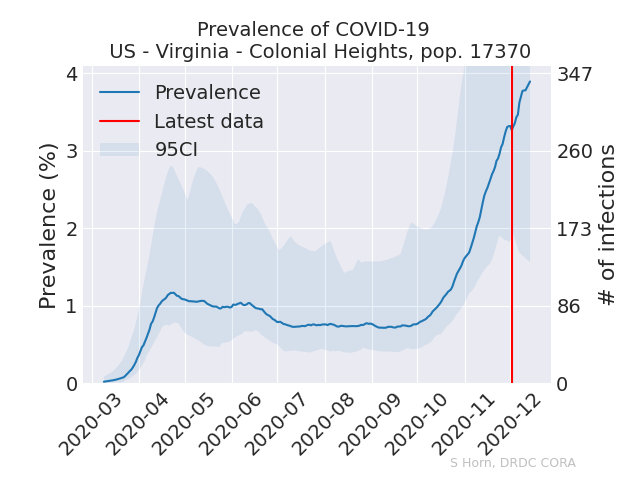 Prevalence of COVID-19
US - Virginia - Colonial Heights, pop. 17370
Prevalence (%)
4
3
2
1
0
Prevalence
Latest data
95CI
347
260
173
86
0
# of infections
2020-03
2020-04
2020-05
2020-06
2020-07
2020-08
2020-09
2020-10
2020-11
2020-12
S Horn, DRDC CORA